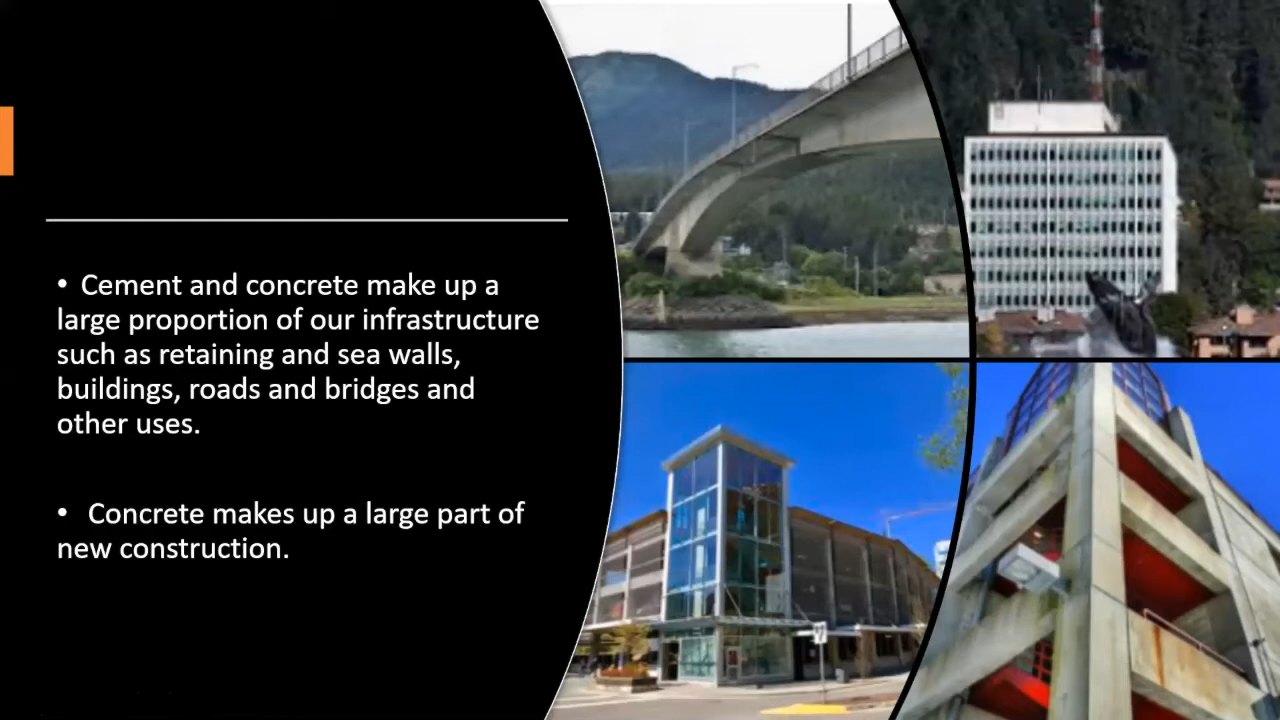 • Cement and concrete make up a
large proportion of our infrastructure
such as retaining and sea walls,
buildings, roads and bridges and
other uses.
• Concrete makes up a large part of
new construction.